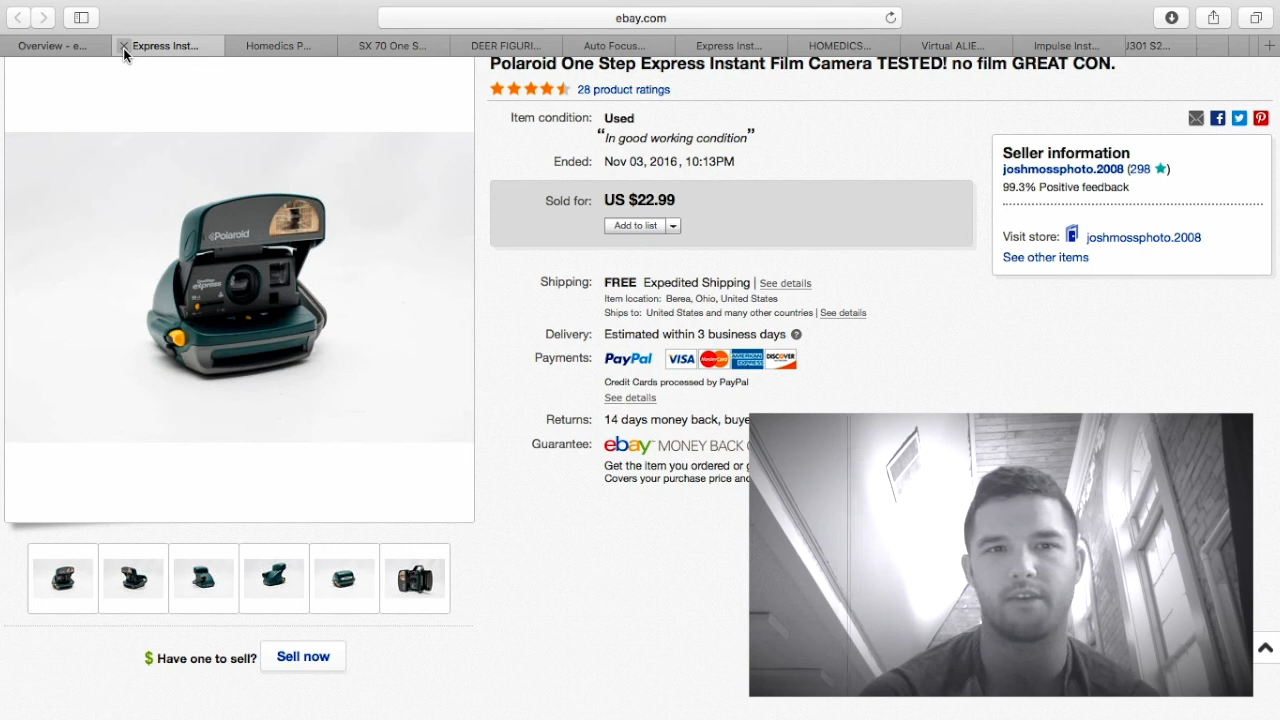 ebay.com
Overview - e...
Express Inst...
Homedics P...
SX 70 One S...
DEER FIGURI...
Auto Focus...
Express Inst...
HOMEDICS...
Virtual ALIE...
Impulse Inst...
J301 S2...
Polaroid One Step Express Instant Film Camera TESTED! no film GREAT CON.
28 product ratings
Item condition: Used
“In good working condition”
Ended: Nov 03, 2016 , 10:13PM
Sold for: US $22.99
Add to list
Shipping: FREE Expedited Shipping | See details
Item location: Berea, Ohio, United States
Ships to: United States and many other countries | See details
Delivery: Estimated within 3 business days
Payments: PayPal VISA MasterCard AMERICAN EXPRESS DISCOVER
Credit Cards processed by PayPal
See details
Returns: 14 days money back, buye
Guarantee: ebay MONEY BACK
Get the item you ordered or g
Covers your purchase price and
Seller information
joshmossphoto.2008 (298 )
99.3% Positive feedback
Visit store: joshmossphoto.2008
See other items
Polaroid
OneStep
express
$ Have one to sell? Sell now